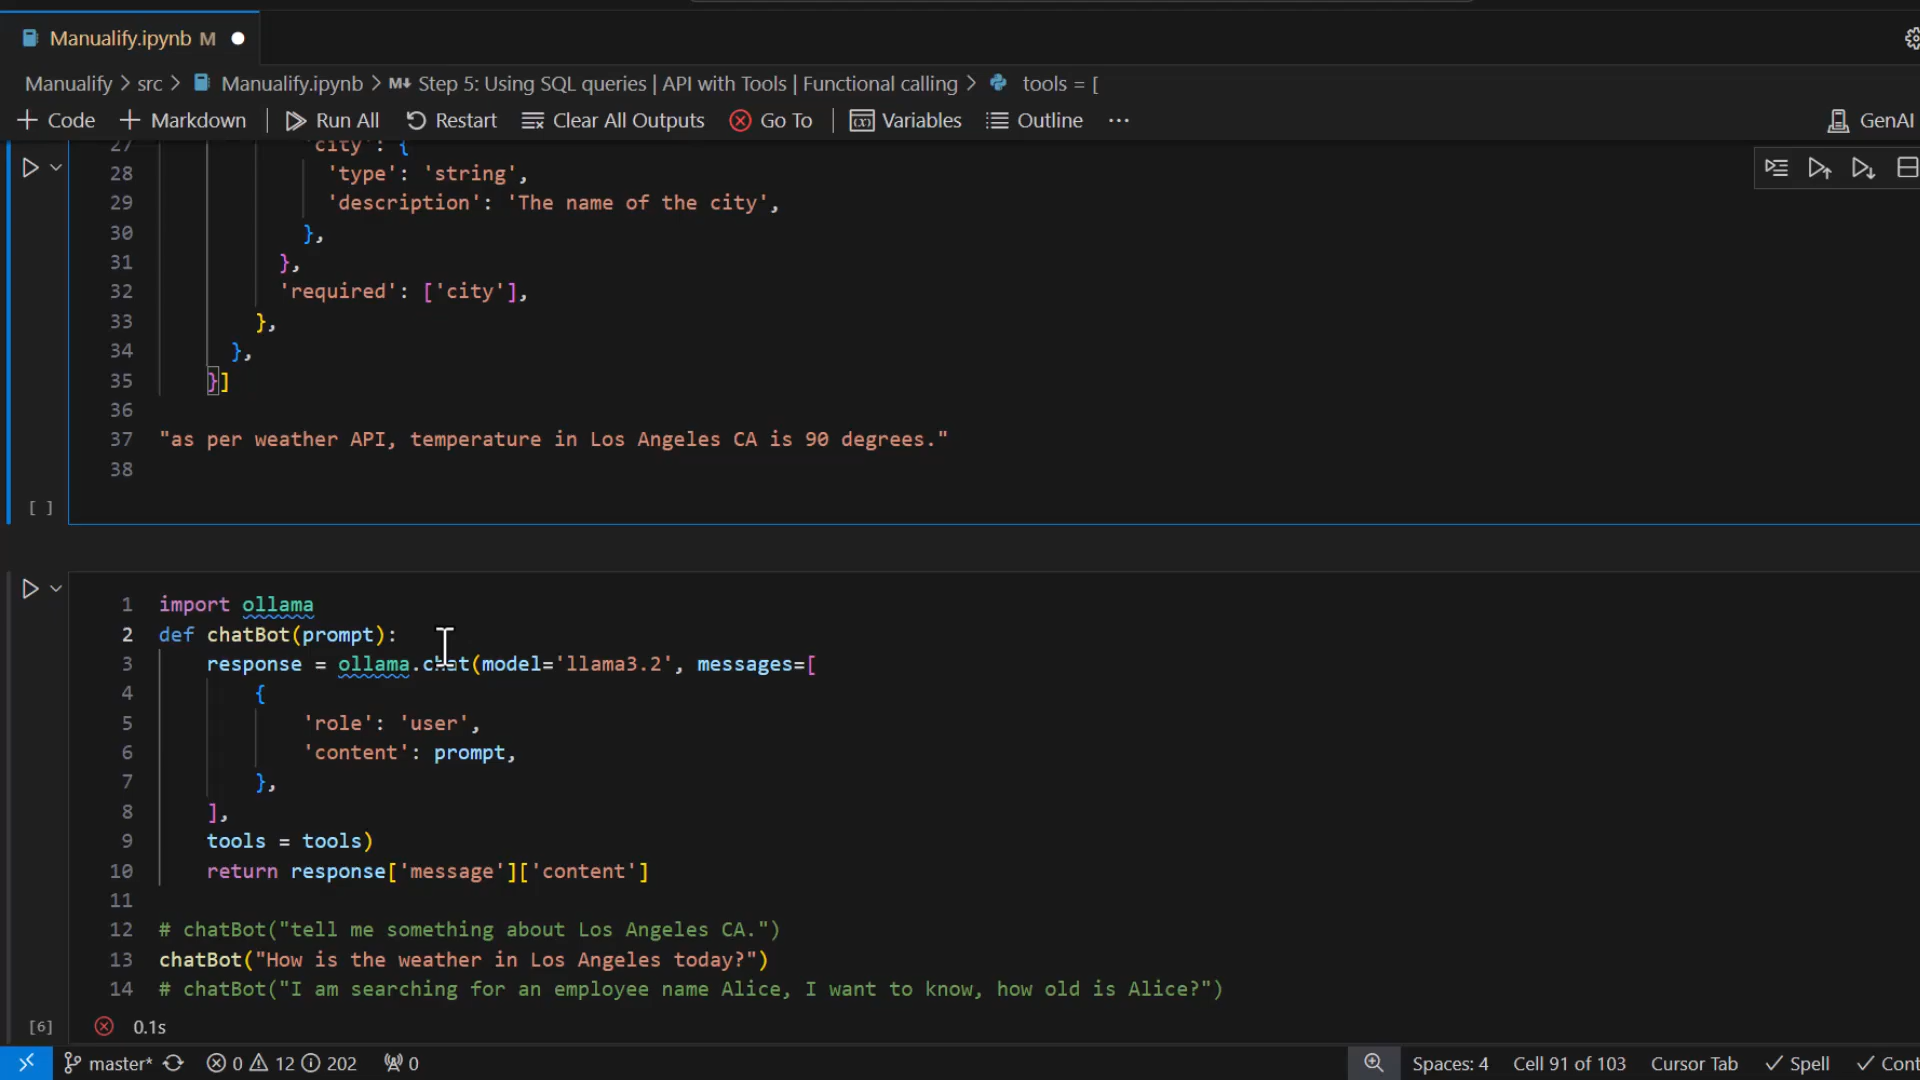 Manualify.ipynb M
Manualify > src > Manualify.ipynb > M↓ Step 5: Using SQL queries | API with Tools | Functional calling > tools = [
+ Code + Markdown | Run All Restart Clear All Outputs Go To | Variables Outline ··· GenAI
27 'city': {
28 'type': 'string',
29 'description': 'The name of the city',
30 },
31 },
32 'required': ['city'],
33 },
34 },
35 }]
36
37 "as per weather API, temperature in Los Angeles CA is 90 degrees."
38
[ ]
1 import ollama
2 def chatBot(prompt):
3 response = ollama.chat(model='llama3.2', messages=[
4 {
5 'role': 'user',
6 'content': prompt,
7 },
8 ],
9 tools = tools)
10 return response['message']['content']
11
12 # chatBot("tell me something about Los Angeles CA.")
13 chatBot("How is the weather in Los Angeles today?")
14 # chatBot("I am searching for an employee name Alice, I want to know, how old is Alice?")
[6] 0.1s
master* 0 12 202 0 Spaces: 4 Cell 91 of 103 Cursor Tab Spell